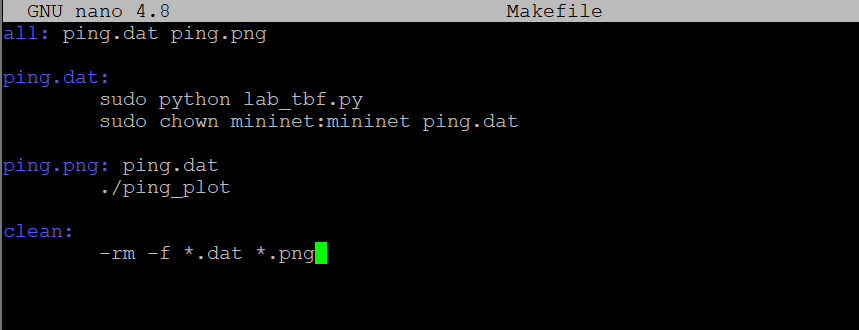 GNU nano 4.8 Makefile
all: ping.dat ping.png
ping.dat:
sudo python lab_tbf.py
sudo chown mininet:mininet ping.dat
ping.png: ping.dat
./ping_plot
clean:
-rm -f *.dat *.png